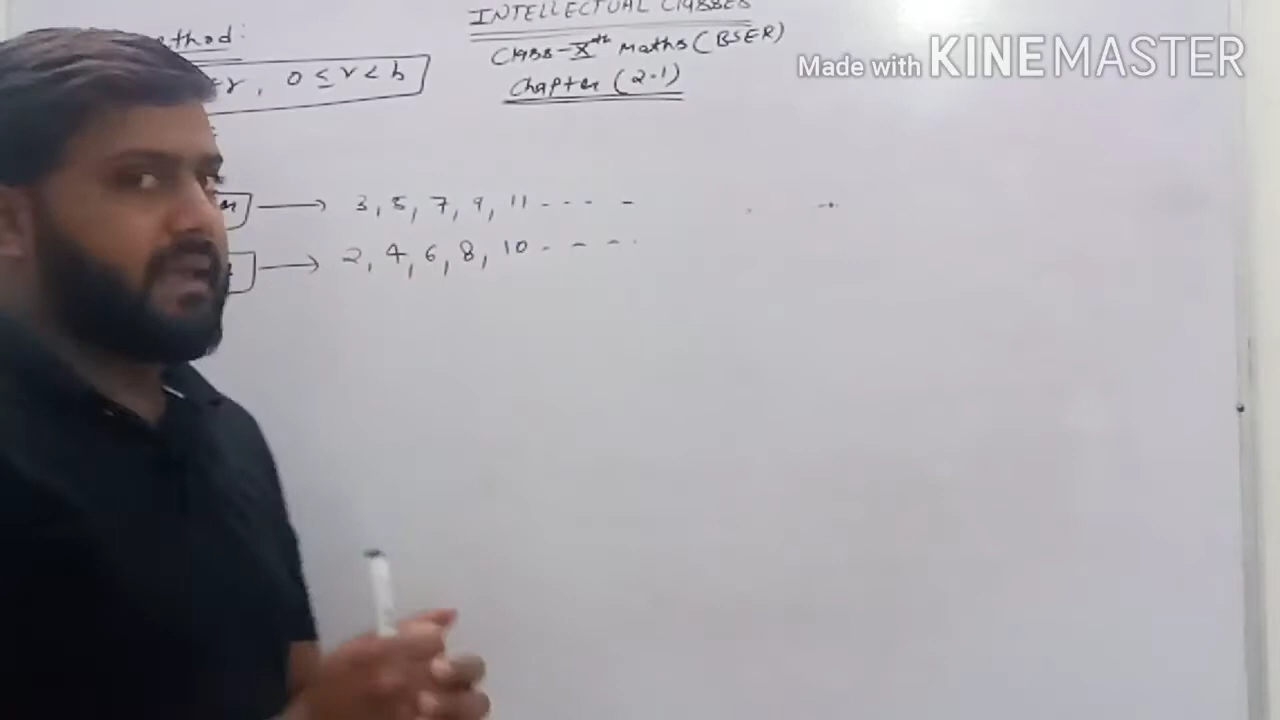 INTELLECTUAL CLASSES
Class-Xth Maths (BSER)
Chapter (2.1)
Made with KINEMASTER
thod:
r, 0 ≤ r < b
3, 5, 7, 9, 11 - - - -
2, 4, 6, 8, 10 - - - -